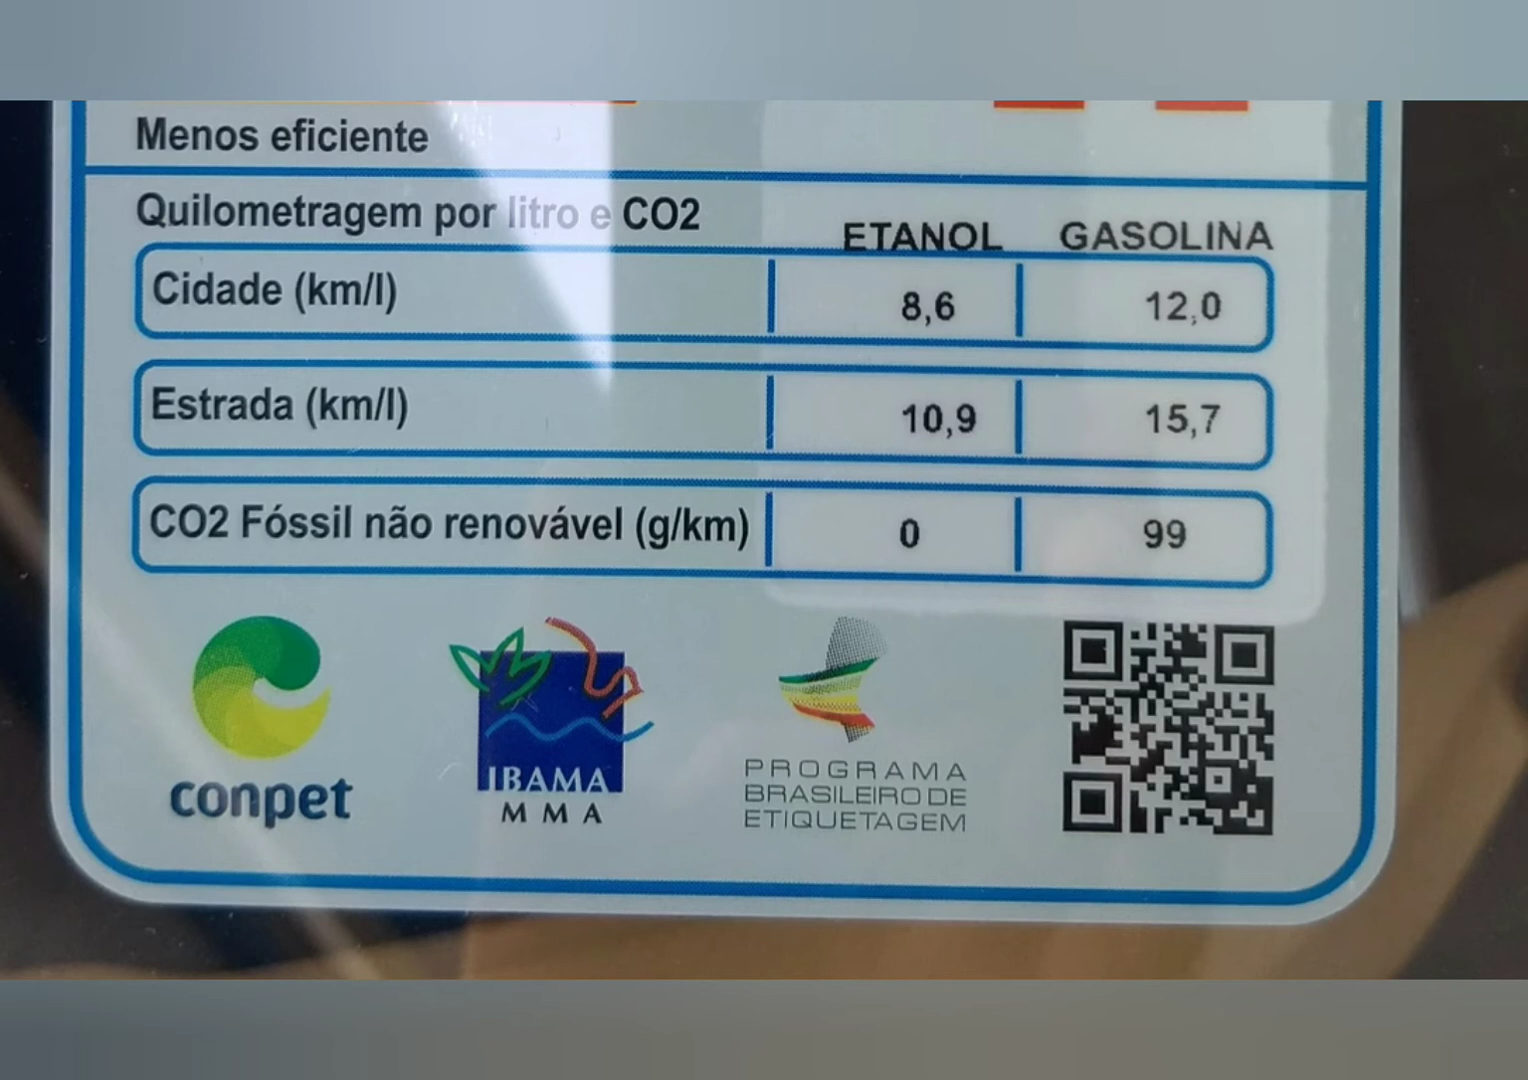 Menos eficiente
Quilometragem por litro e CO2
ETANOL GASOLINA
Cidade (km/l) 8,6 12,0
Estrada (km/l) 10,9 15,7
CO2 Fóssil não renovável (g/km) 0 99
conpet
IBAMA
MMA
PROGRAMA
BRASILEIRO DE
ETIQUETAGEM